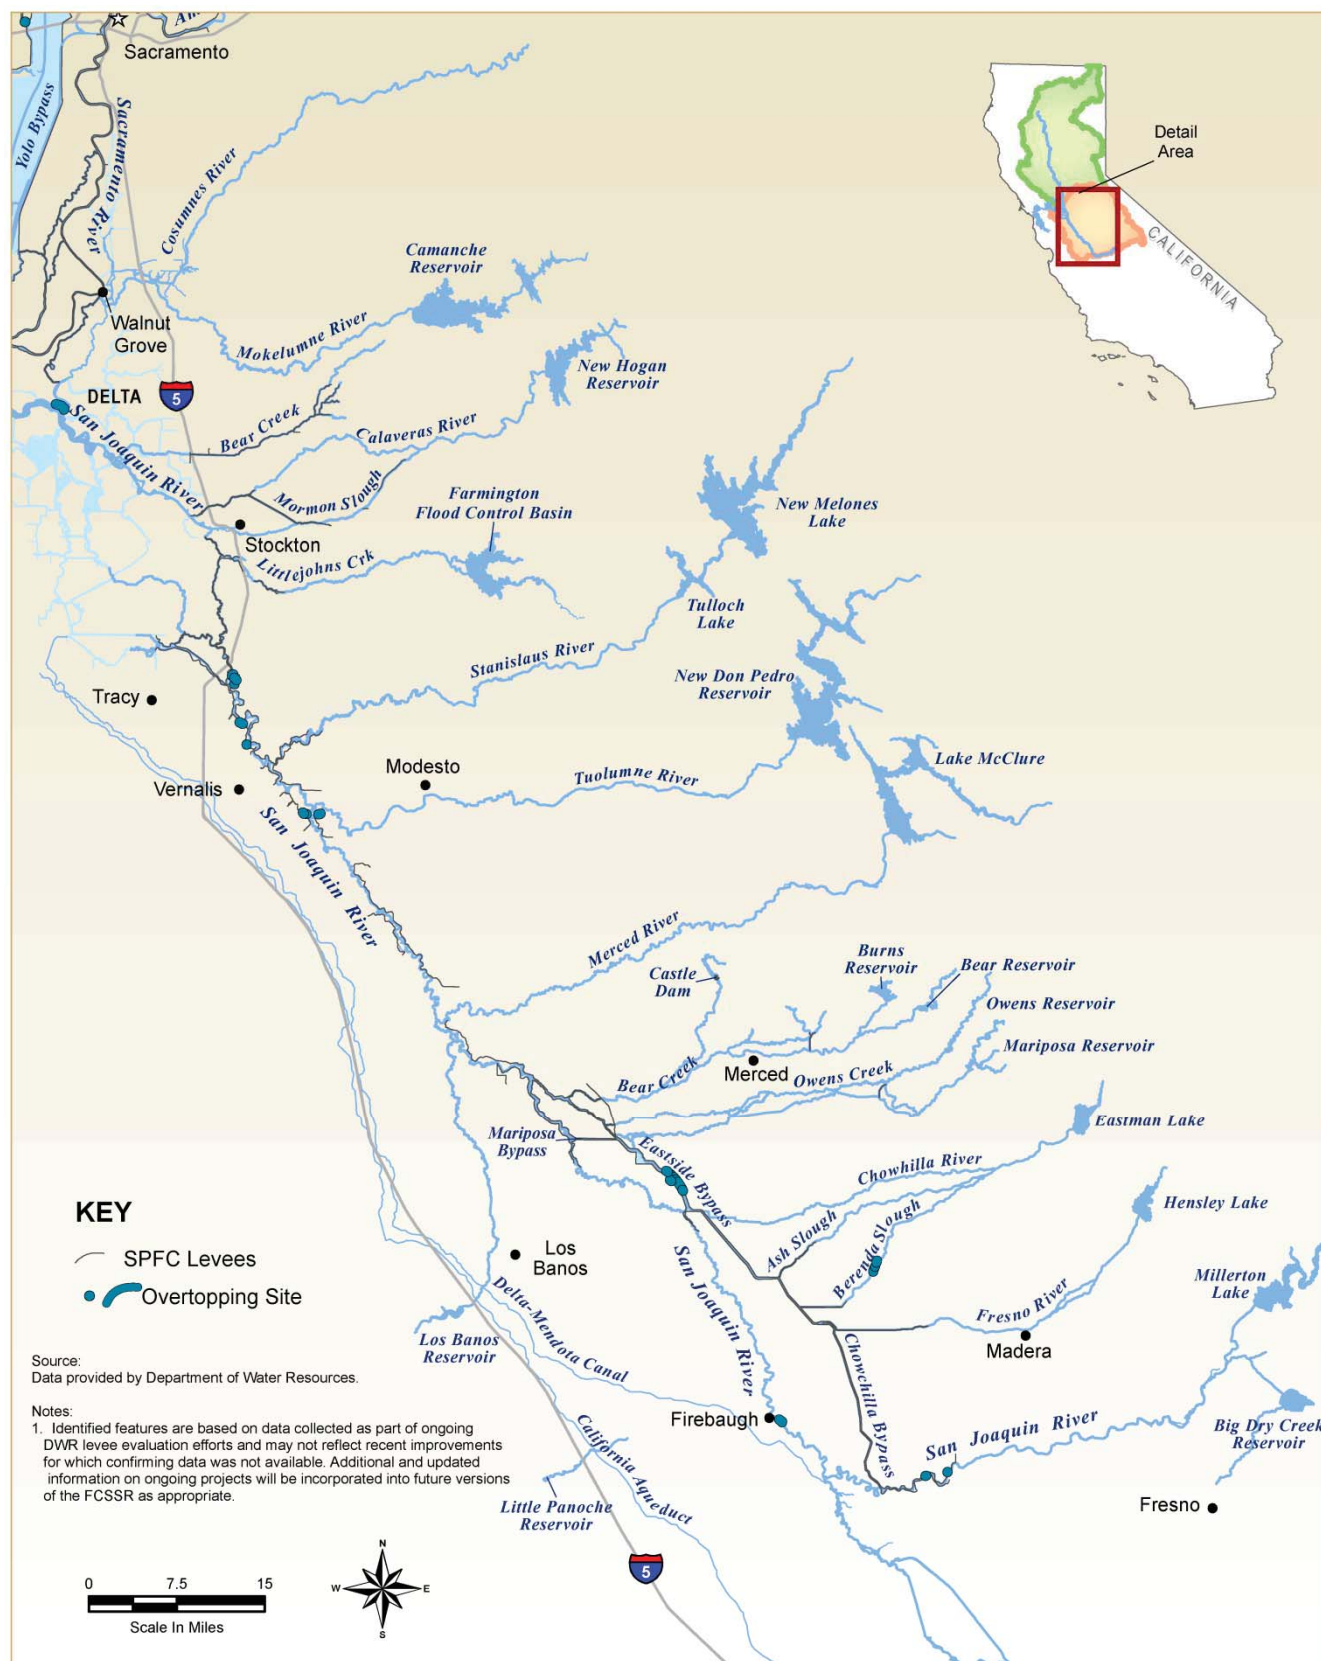 Sacramento
Yolo Bypass
Sacramento River
Cosumnes River
Camanche
Reservoir
Detail
Area
CALIFORNIA
Walnut
Grove
Mokelumne River
New Hogan
Reservoir
DELTA
5
San Joaquin River
Bear Creek
Calaveras River
Mormon Slough
Farmington
Flood Control Basin
New Melones
Lake
Stockton
Littlejohns Crk
Tulloch
Lake
Stanislaus River
New Don Pedro
Reservoir
Tracy
Modesto
Tuolumne River
Lake McClure
Vernalis
San Joaquin River
Merced River
Castle
Dam
Burns
Reservoir
Bear Reservoir
Owens Reservoir
Mariposa Reservoir
Bear Creek
Merced
Owens Creek
Eastman Lake
Mariposa
Bypass
Eastside Bypass
Chowhilla River
Hensley Lake
Ash Slough
Berenda Slough
KEY
SPFC Levees
Overtopping Site
Los
Banos
San Joaquin River
Millerton
Lake
Delta-Mendota Canal
Fresno River
Madera
Los Banos
Reservoir
Chowchilla Bypass
Source:
Data provided by Department of Water Resources.
Firebaugh
San Joaquin River
Big Dry Creek
Reservoir
Notes:
1. Identified features are based on data collected as part of ongoing
DWR levee evaluation efforts and may not reflect recent improvements
for which confirming data was not available. Additional and updated
information on ongoing projects will be incorporated into future versions
of the FCSSR as appropriate.
California Aqueduct
Little Panoche
Reservoir
Fresno
5
N
W
E
S
0 7.5 15
Scale In Miles